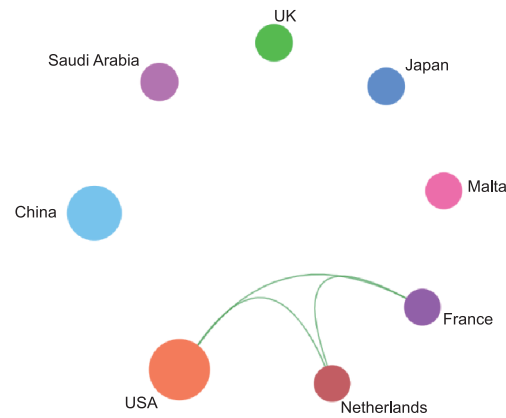 UK
Saudi Arabia
Japan
China
Malta
France
USA
Netherlands